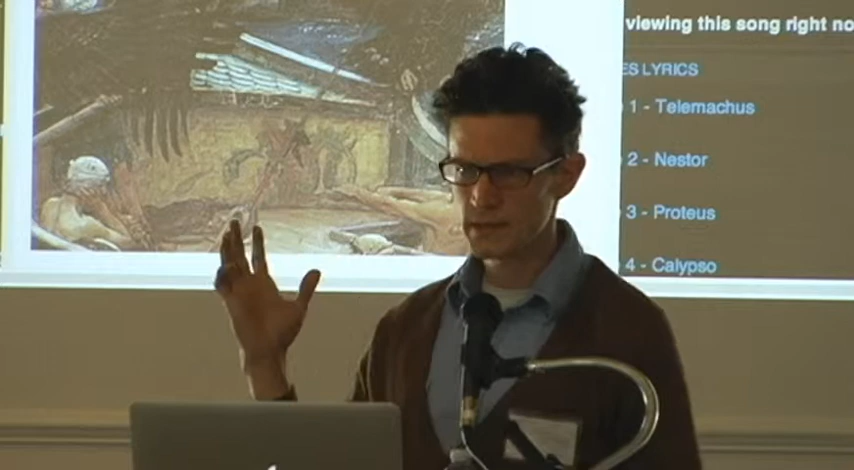 viewing this song right no
ES LYRICS
1 - Telemachus
2 - Nestor
3 - Proteus
4 - Calypso